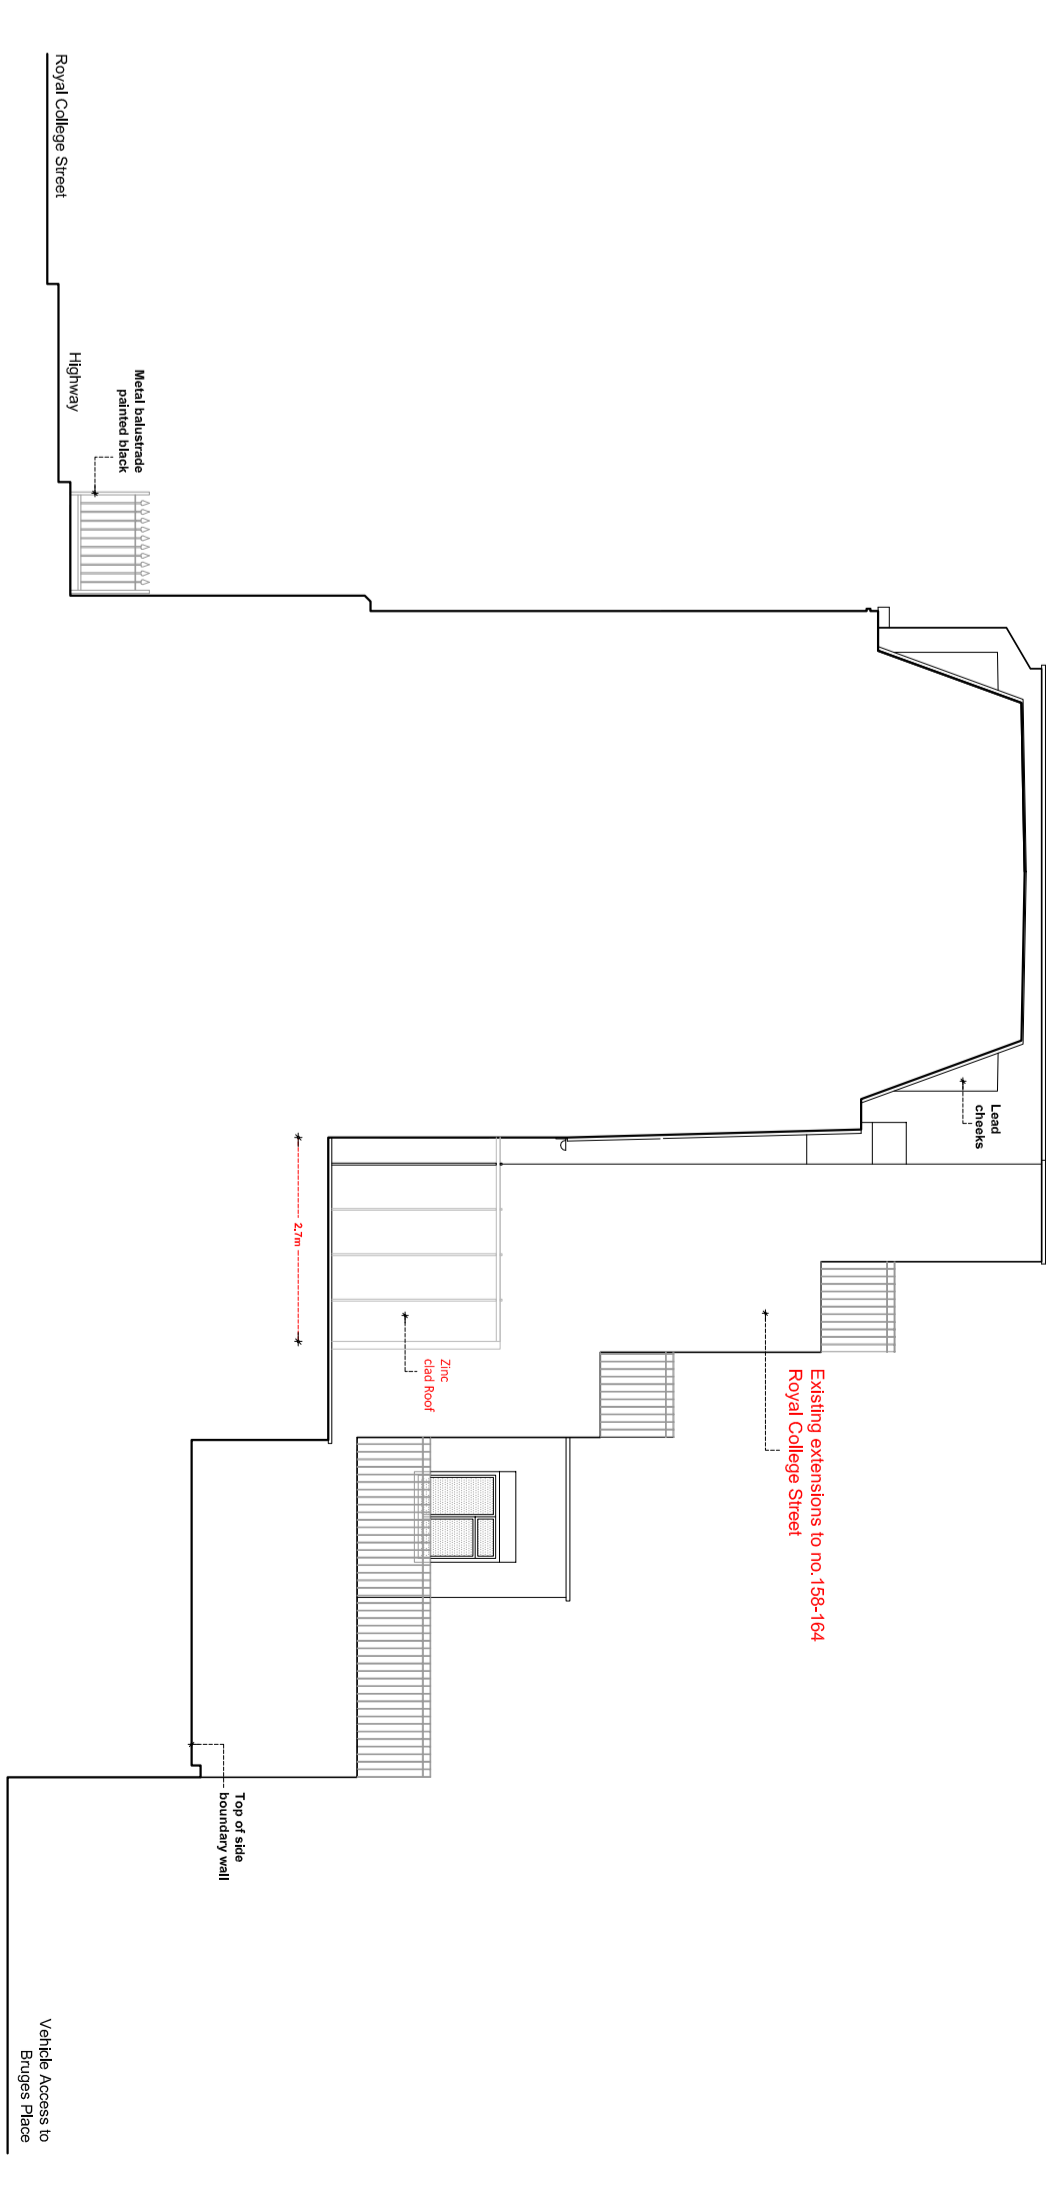 Royal College Street
Highway
Metal balustrade
painted black
Lead
cheeks
2.7m
Zinc
clad Roof
Existing extensions to no.158-164
Royal College Street
Top of side
boundary wall
Vehicle Access to
Bruges Place